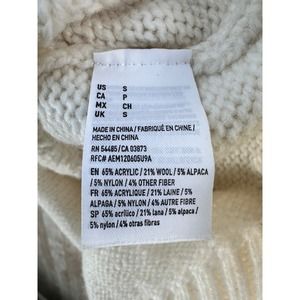 US S
CA P
MX CH
UK S
MADE IN CHINA / FABRIQUÉ EN CHINE /
HECHO EN CHINA
RN 54485/CA 03873
RFC# AEM120605U9A
EN 65% ACRYLIC / 21% WOOL / 5% ALPACA
/ 5% NYLON / 4% OTHER FIBER
FR 65% ACRYLIQUE / 21% LAINE / 5%
ALPAGA / 5% NYLON / 4% AUTRE FIBRE
SP 65% acrílico / 21% lana / 5% alpaca /
5% nylon / 4% otras fibras